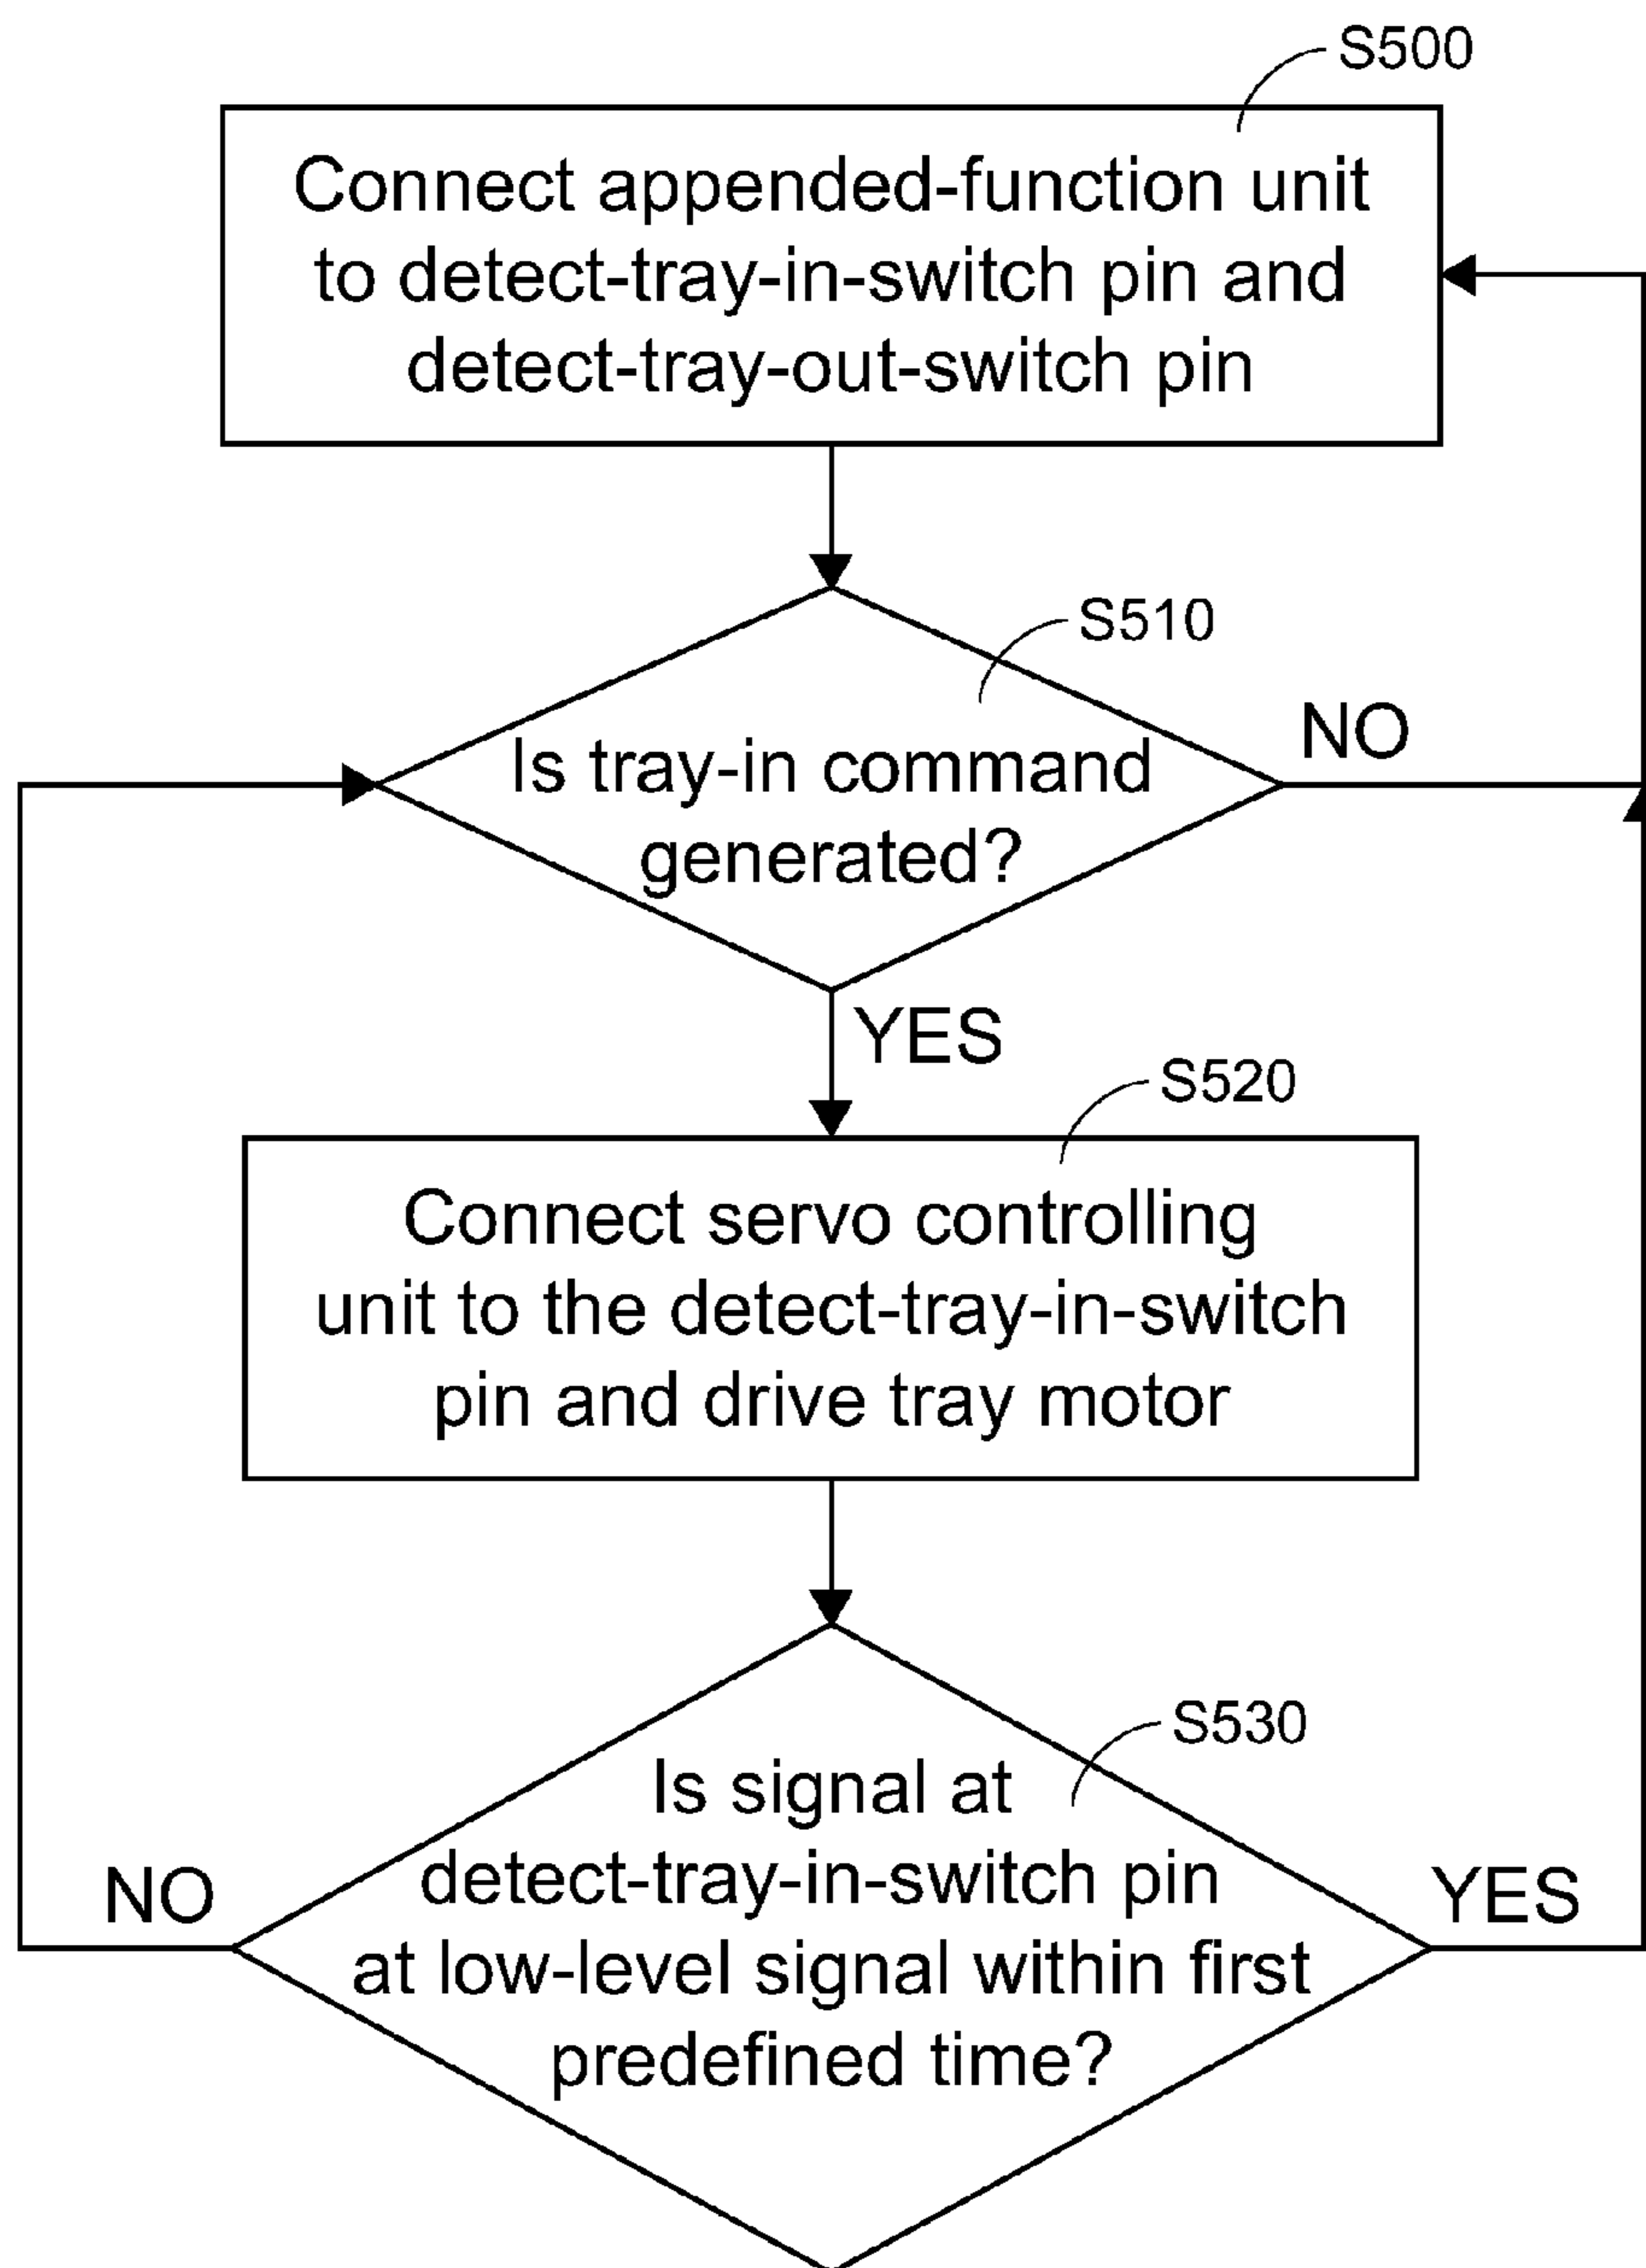 S500
Connect appended-function unit
to detect-tray-in-switch pin and
detect-tray-out-switch pin
S510
NO
Is tray-in command
generated?
YES
S520
Connect servo controlling
unit to the detect-tray-in-switch
pin and drive tray motor
S530
Is signal at
detect-tray-in-switch pin
NO
YES
at low-level signal within first
predefined time?